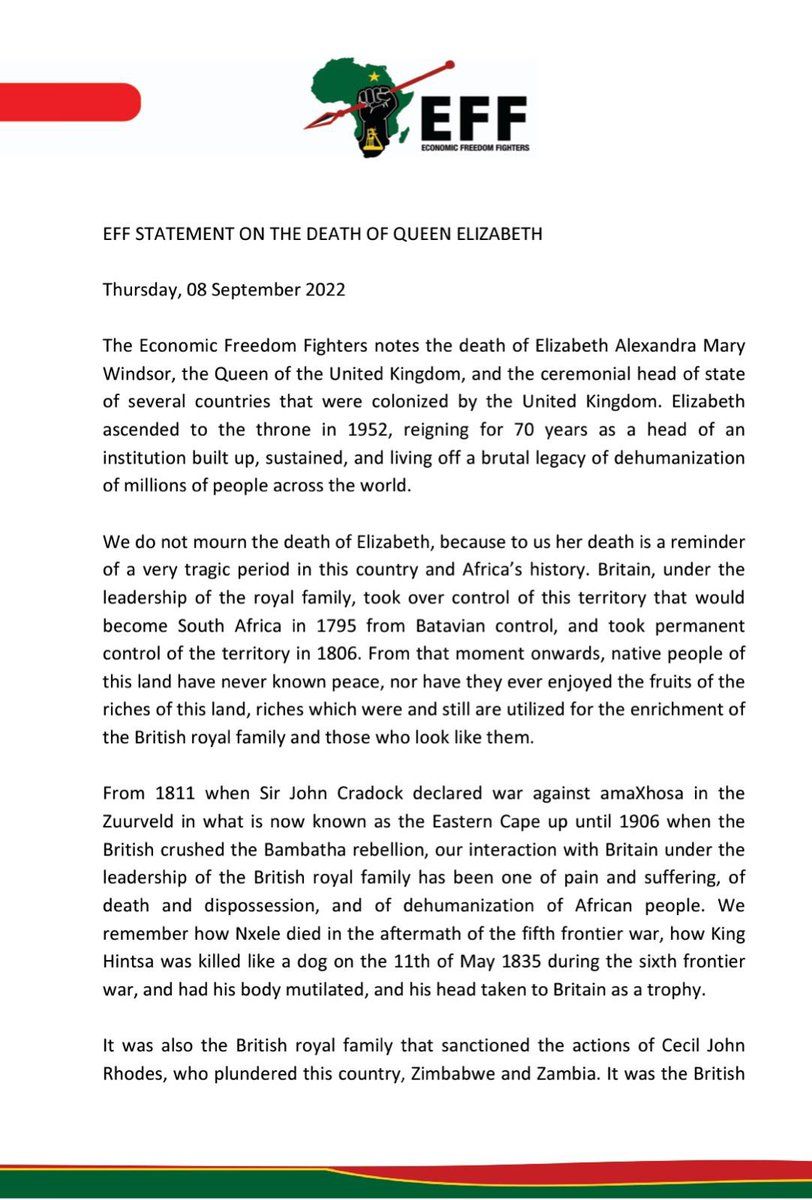 EFF
ECONOMIC FREEDOM FIGHTERS
EFF STATEMENT ON THE DEATH OF QUEEN ELIZABETH
Thursday, 08 September 2022
The Economic Freedom Fighters notes the death of Elizabeth Alexandra Mary
Windsor, the Queen of the United Kingdom, and the ceremonial head of state
of several countries that were colonized by the United Kingdom. Elizabeth
ascended to the throne in 1952, reigning for 70 years as a head of an
institution built up, sustained, and living off a brutal legacy of dehumanization
of millions of people across the world.
We do not mourn the death of Elizabeth, because to us her death is a reminder
of a very tragic period in this country and Africa's history. Britain, under the
leadership of the royal family, took over control of this territory that would
become South Africa in 1795 from Batavian control, and took permanent
control of the territory in 1806. From that moment onwards, native people of
this land have never known peace, nor have they ever enjoyed the fruits of the
riches of this land, riches which were and still are utilized for the enrichment of
the British royal family and those who look like them.
From 1811 when Sir John Cradock declared war against amaXhosa in the
Zuurveld in what is now known as the Eastern Cape up until 1906 when the
British crushed the Bambatha rebellion, our interaction with Britain under the
leadership of the British royal family has been one of pain and suffering, of
death and dispossession, and of dehumanization of African people. We
remember how Nxele died in the aftermath of the fifth frontier war, how King
Hintsa was killed like a dog on the 11th of May 1835 during the sixth frontier
war, and had his body mutilated, and his head taken to Britain as a trophy.
It was also the British royal family that sanctioned the actions of Cecil John
Rhodes, who plundered this country, Zimbabwe and Zambia. It was the British